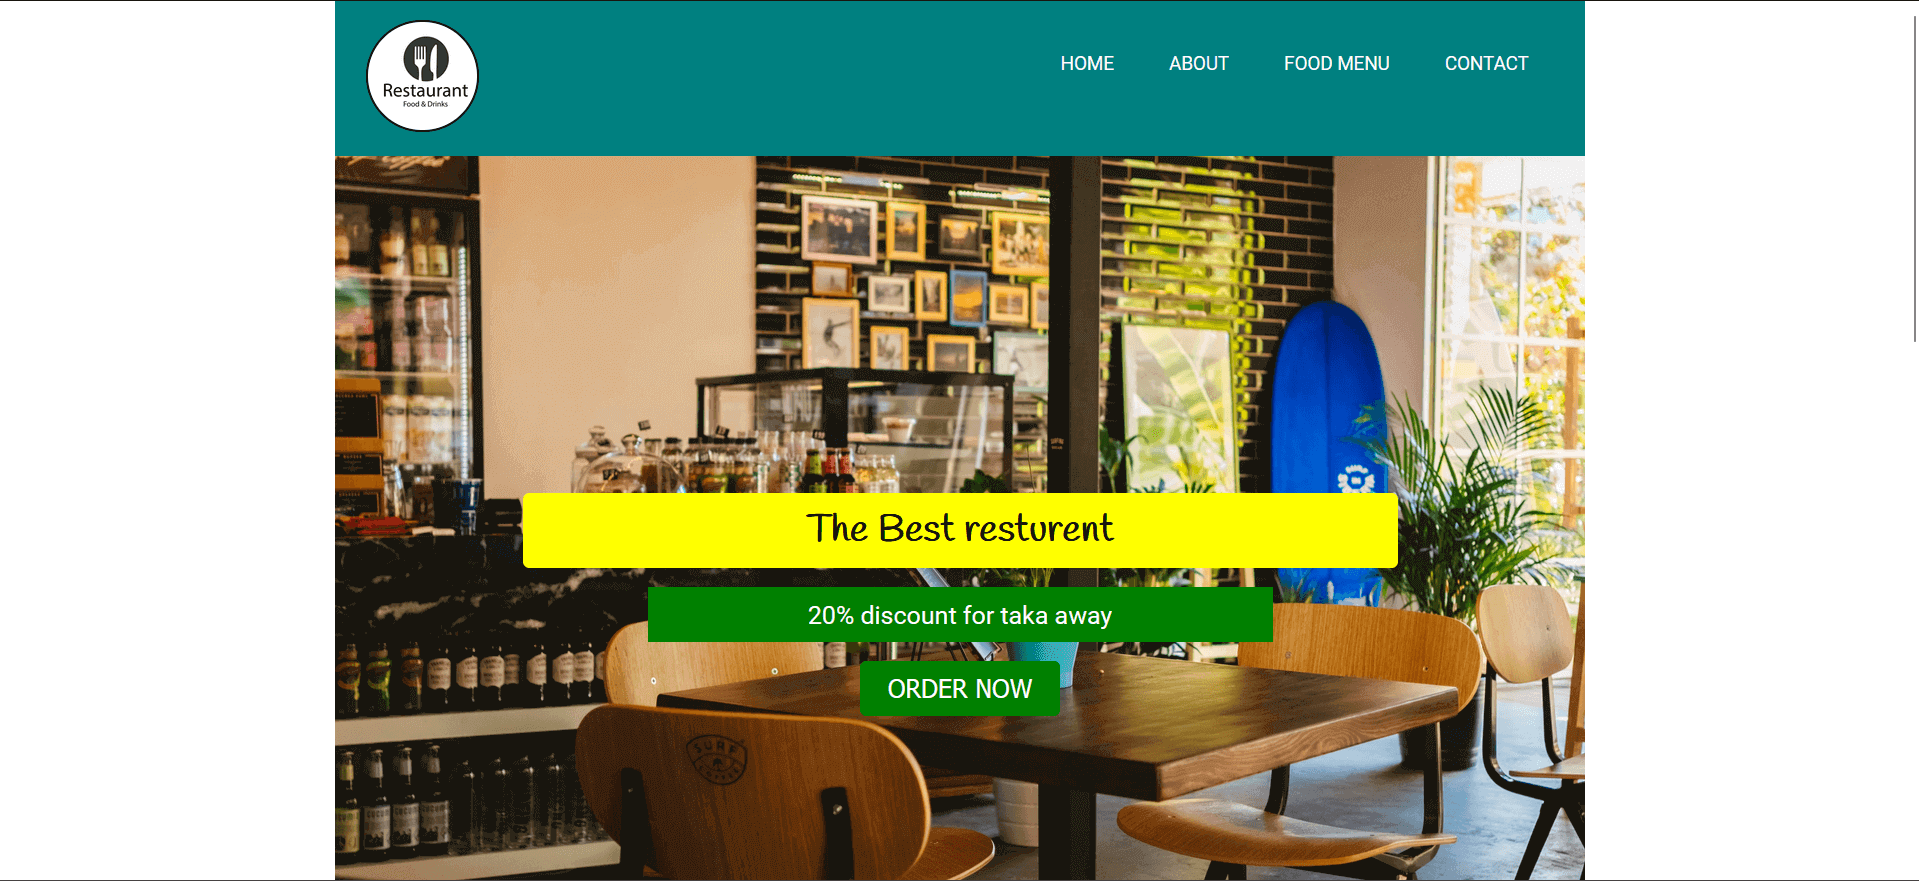 Restaurant
Food & Drinks
HOME ABOUT FOOD MENU CONTACT
The Best resturent
20% discount for taka away
ORDER NOW
SURF
COFFEE